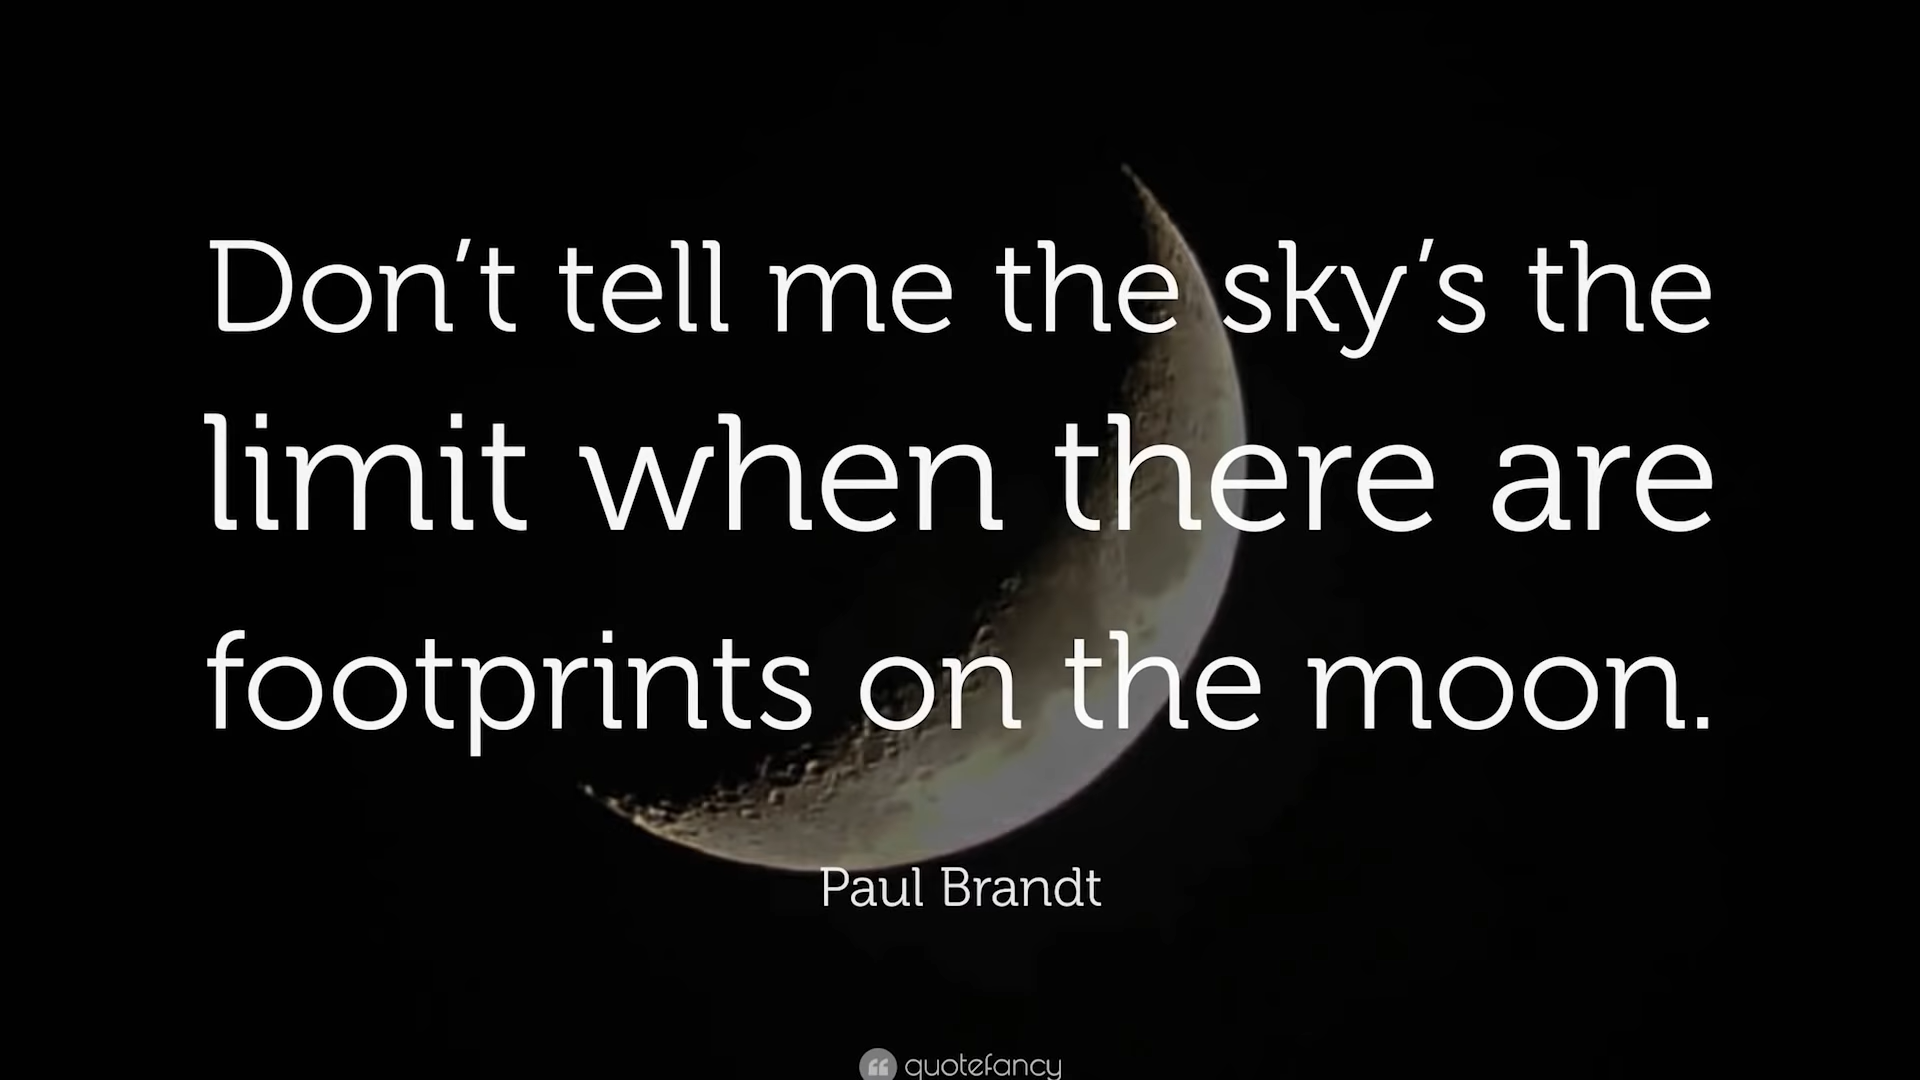 Don’t tell me the sky’s the
limit when there are
footprints on the moon.
Paul Brandt
quotefancy